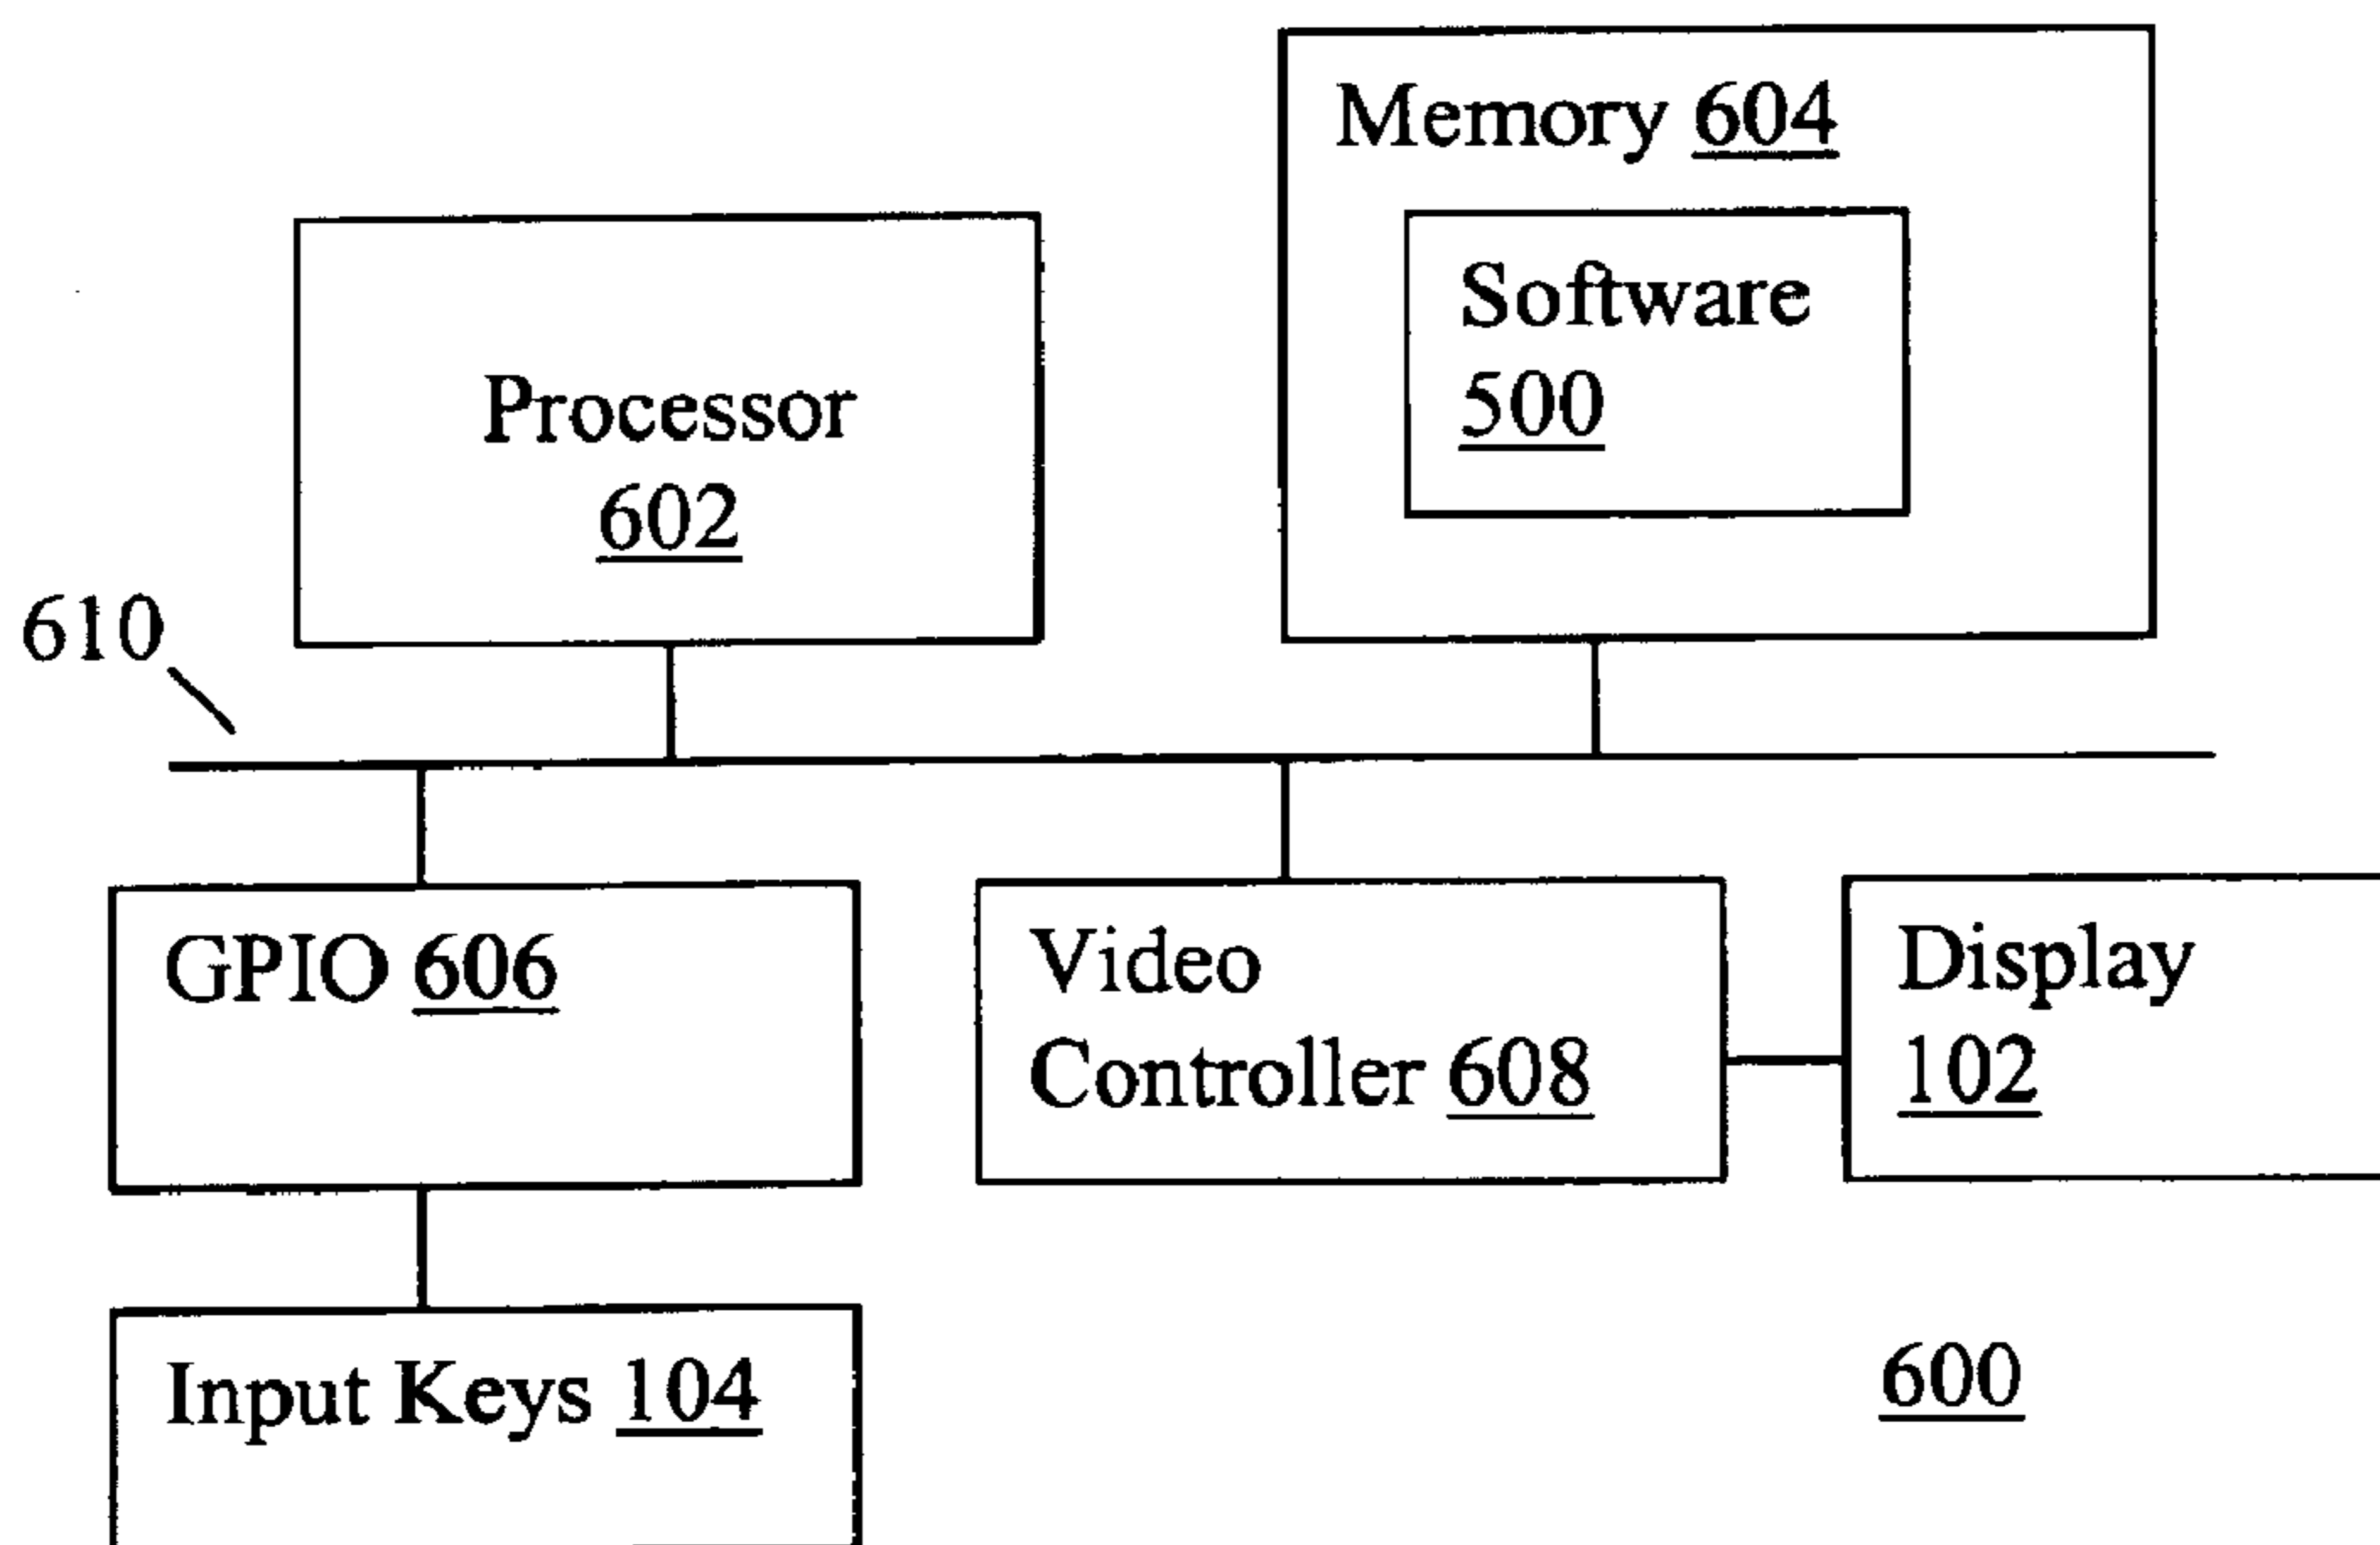 Memory 604
Software
500
Processor
602
610
GPIO 606
Video
Controller 608
Display
102
Input Keys 104
600